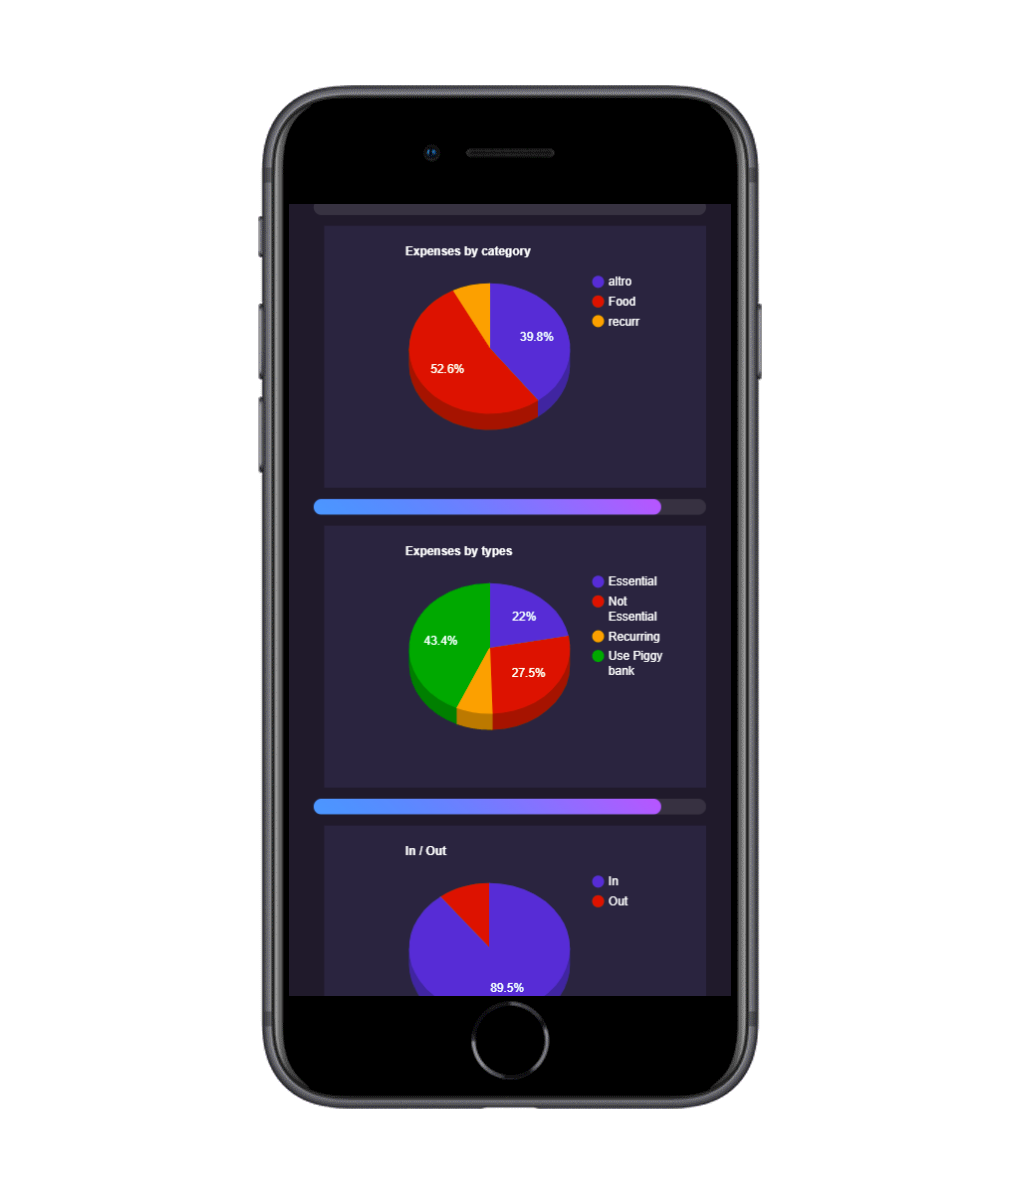 Expenses by category
altro
Food
recurr
39.8%
52.6%
Expenses by types
Essential
Not
Essential
Recurring
Use Piggy
bank
22%
43.4%
27.5%
In / Out
In
Out
89.5%